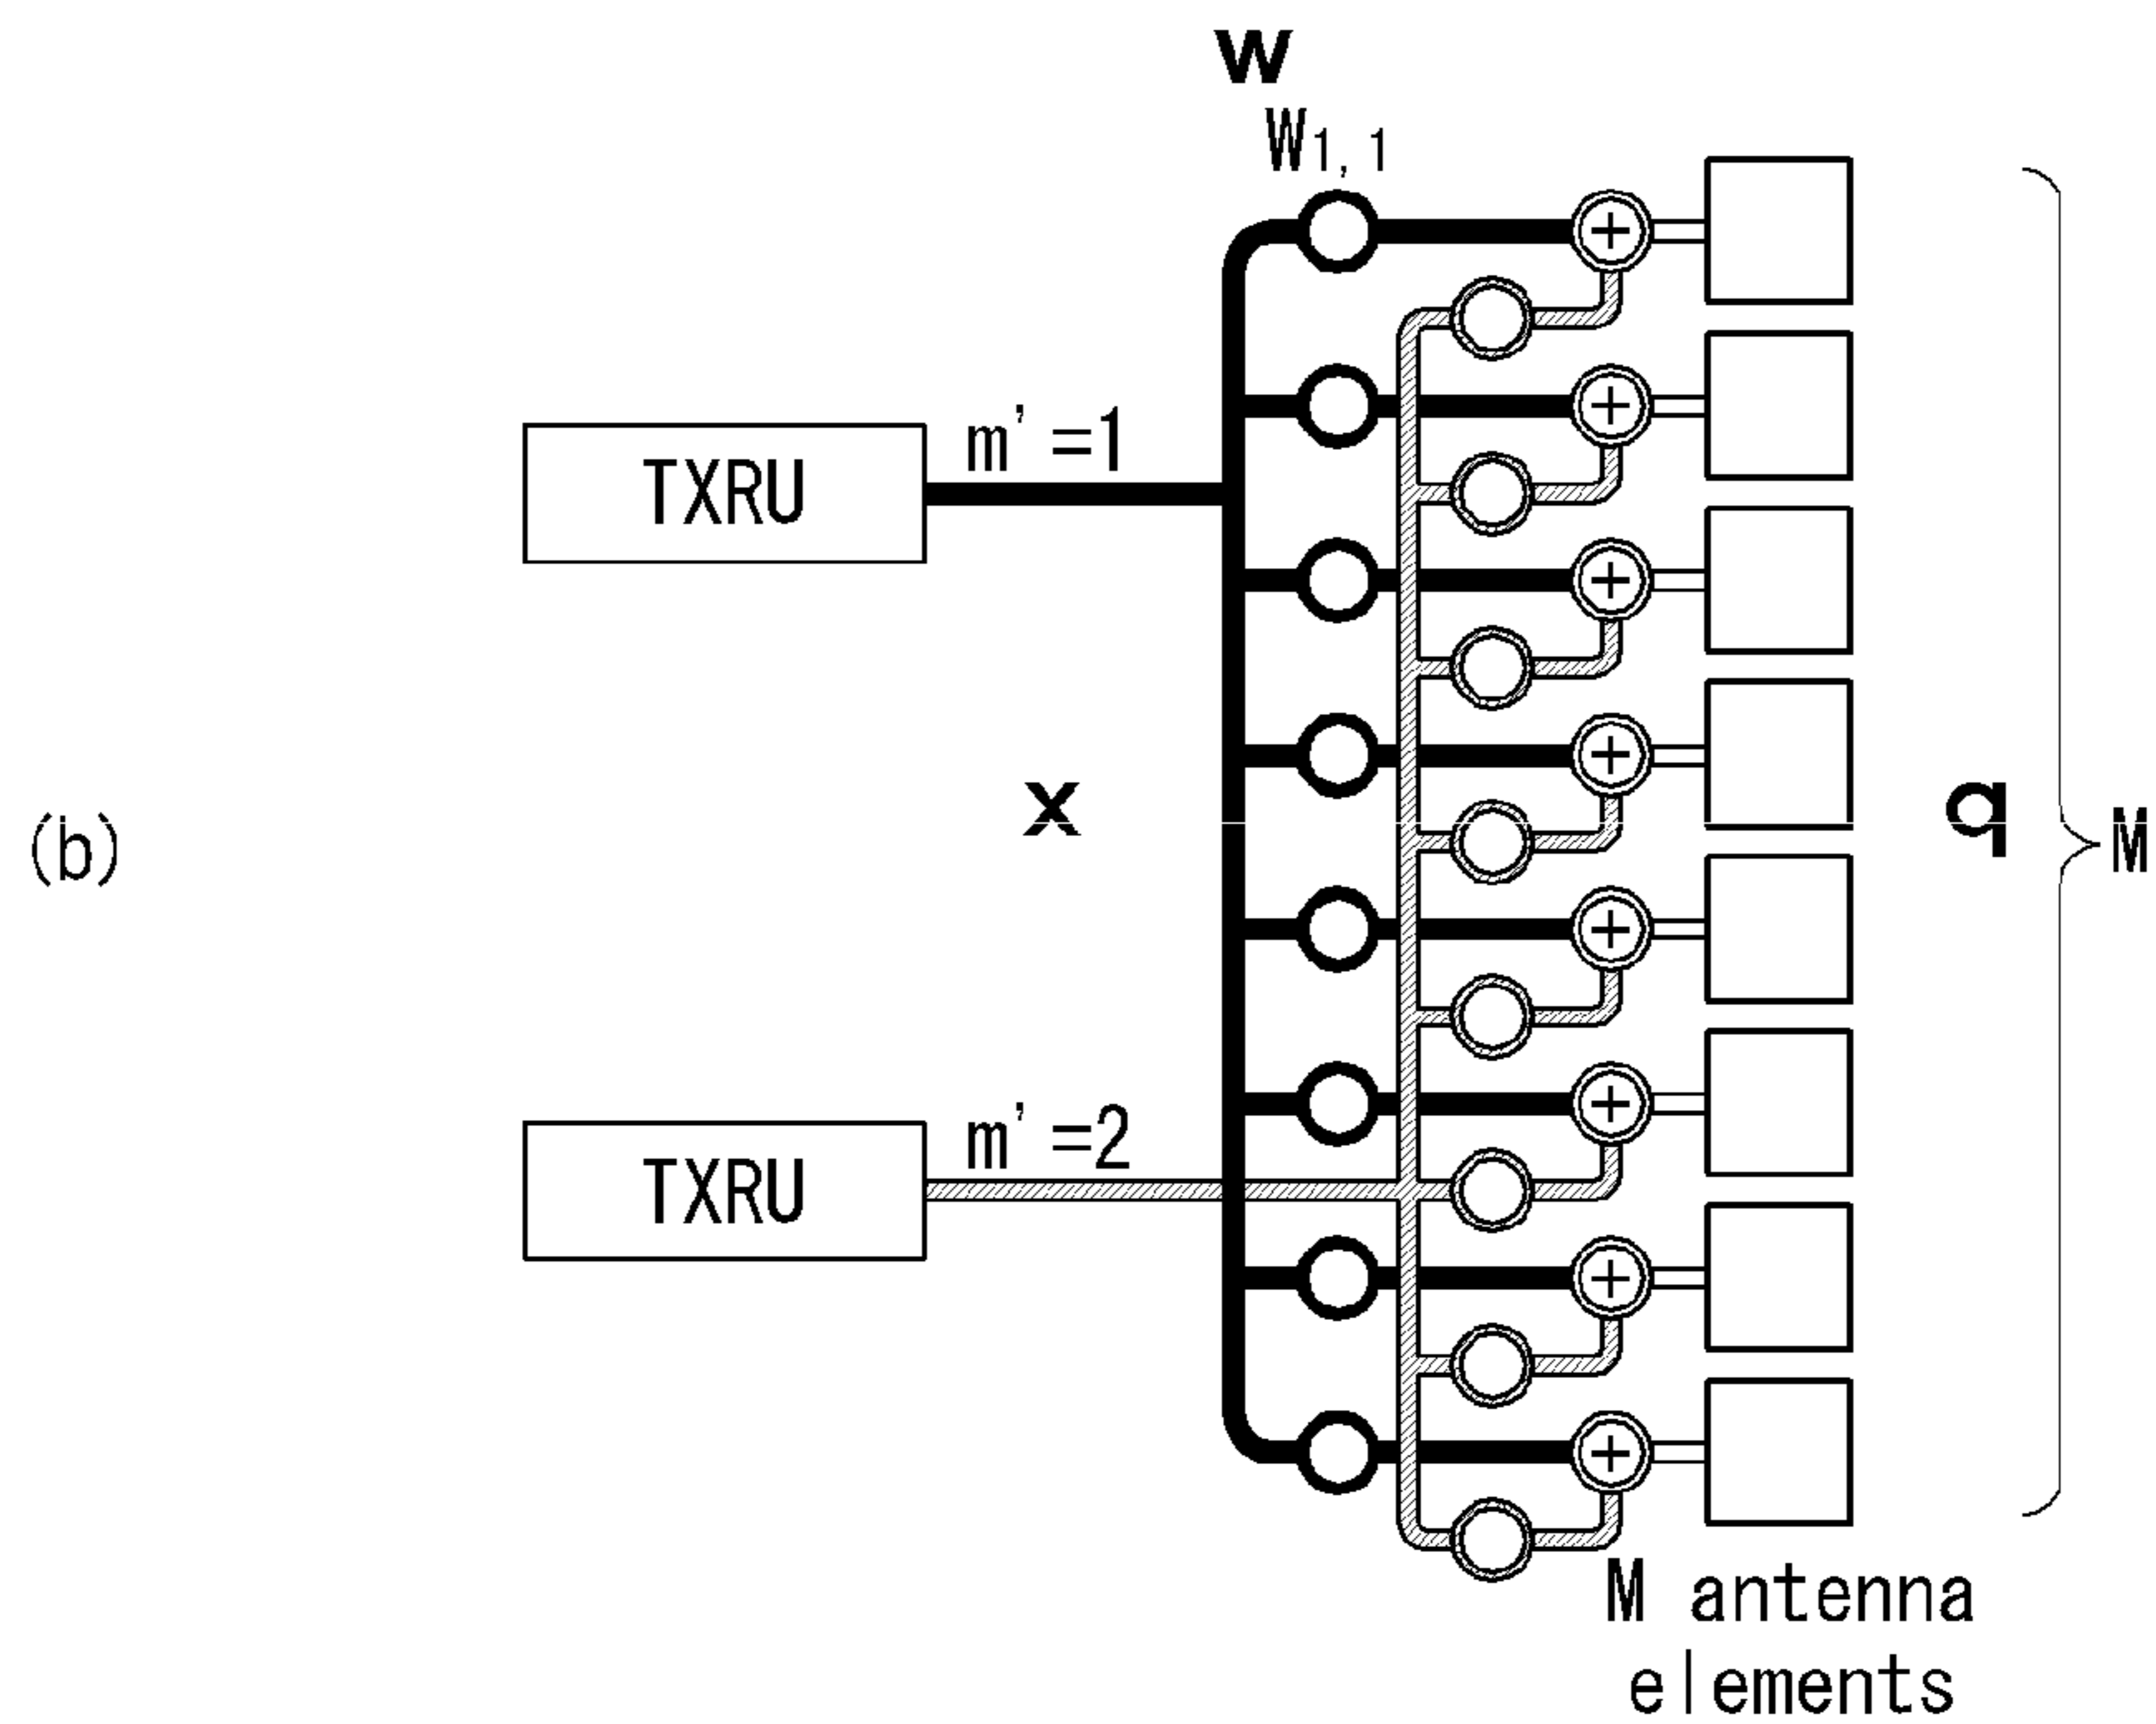 w
W1,1
m'=1
TXRU
+
+
+
+
x
q
M
(b)
+
m'=2
TXRU
+
+
+
M antenna
elements